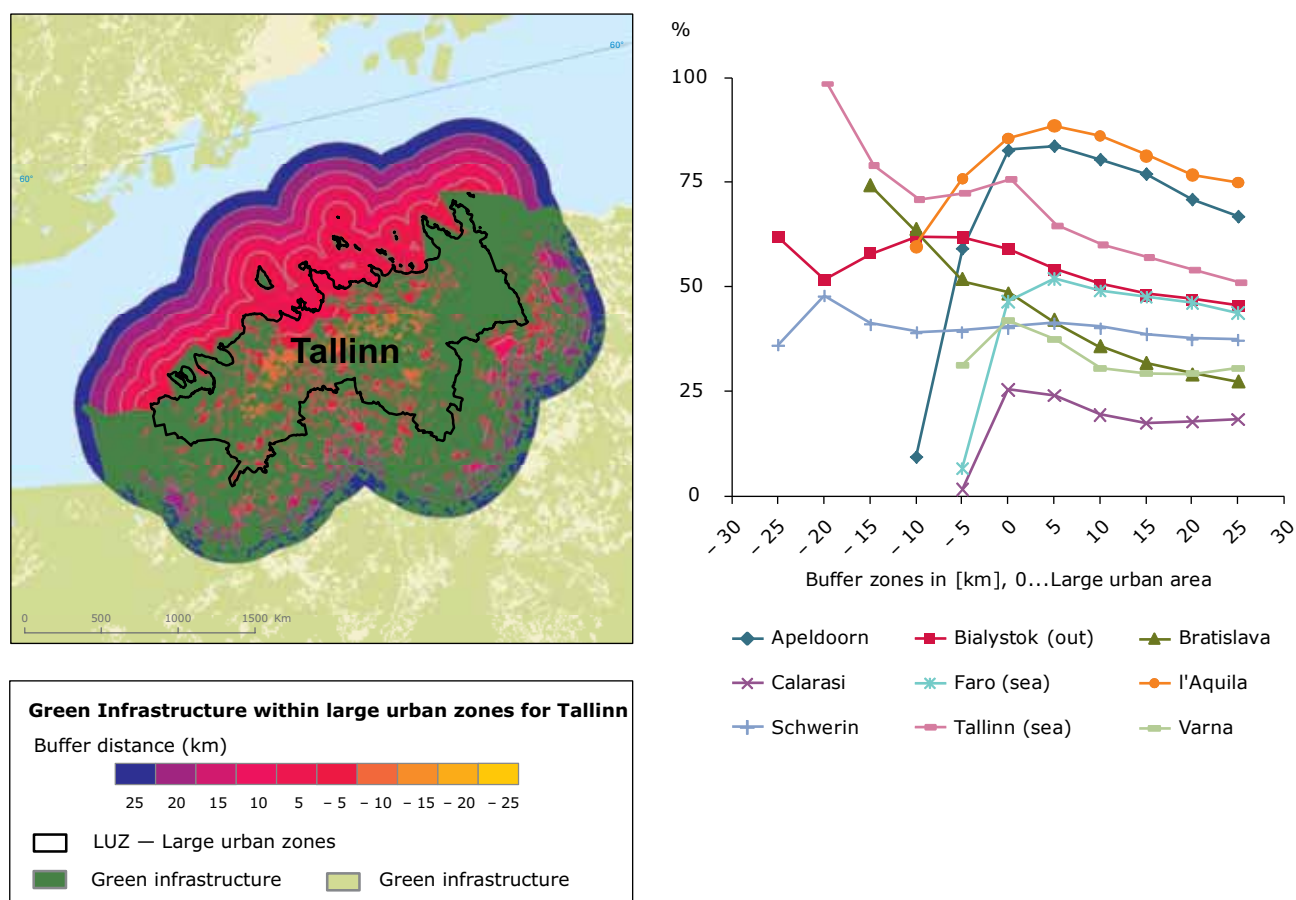 60°
60°
Tallinn
0 500 1000 1500 Km
Green Infrastructure within large urban zones for Tallinn
Buffer distance (km)
25 20 15 10 5 – 5 – 10 – 15 – 20 – 25
LUZ — Large urban zones
Green infrastructure Green infrastructure
%
100
75
50
25
0
– 30 – 25 – 20 – 15 – 10 – 5 0 5 10 15 20 25 30
Buffer zones in [km], 0...Large urban area
Apeldoorn Bialystok (out) Bratislava
Calarasi Faro (sea) l'Aquila
Schwerin Tallinn (sea) Varna